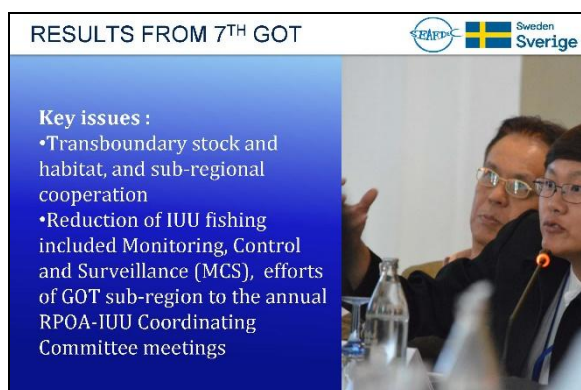 RESULTS FROM 7TH GOT
SEAFDEC
Sweden
Sverige
Key issues :
•Transboundary stock and
habitat, and sub-regional
cooperation
•Reduction of IUU fishing
included Monitoring, Control
and Surveillance (MCS), efforts
of GOT sub-region to the annual
RPOA-IUU Coordinating
Committee meetings